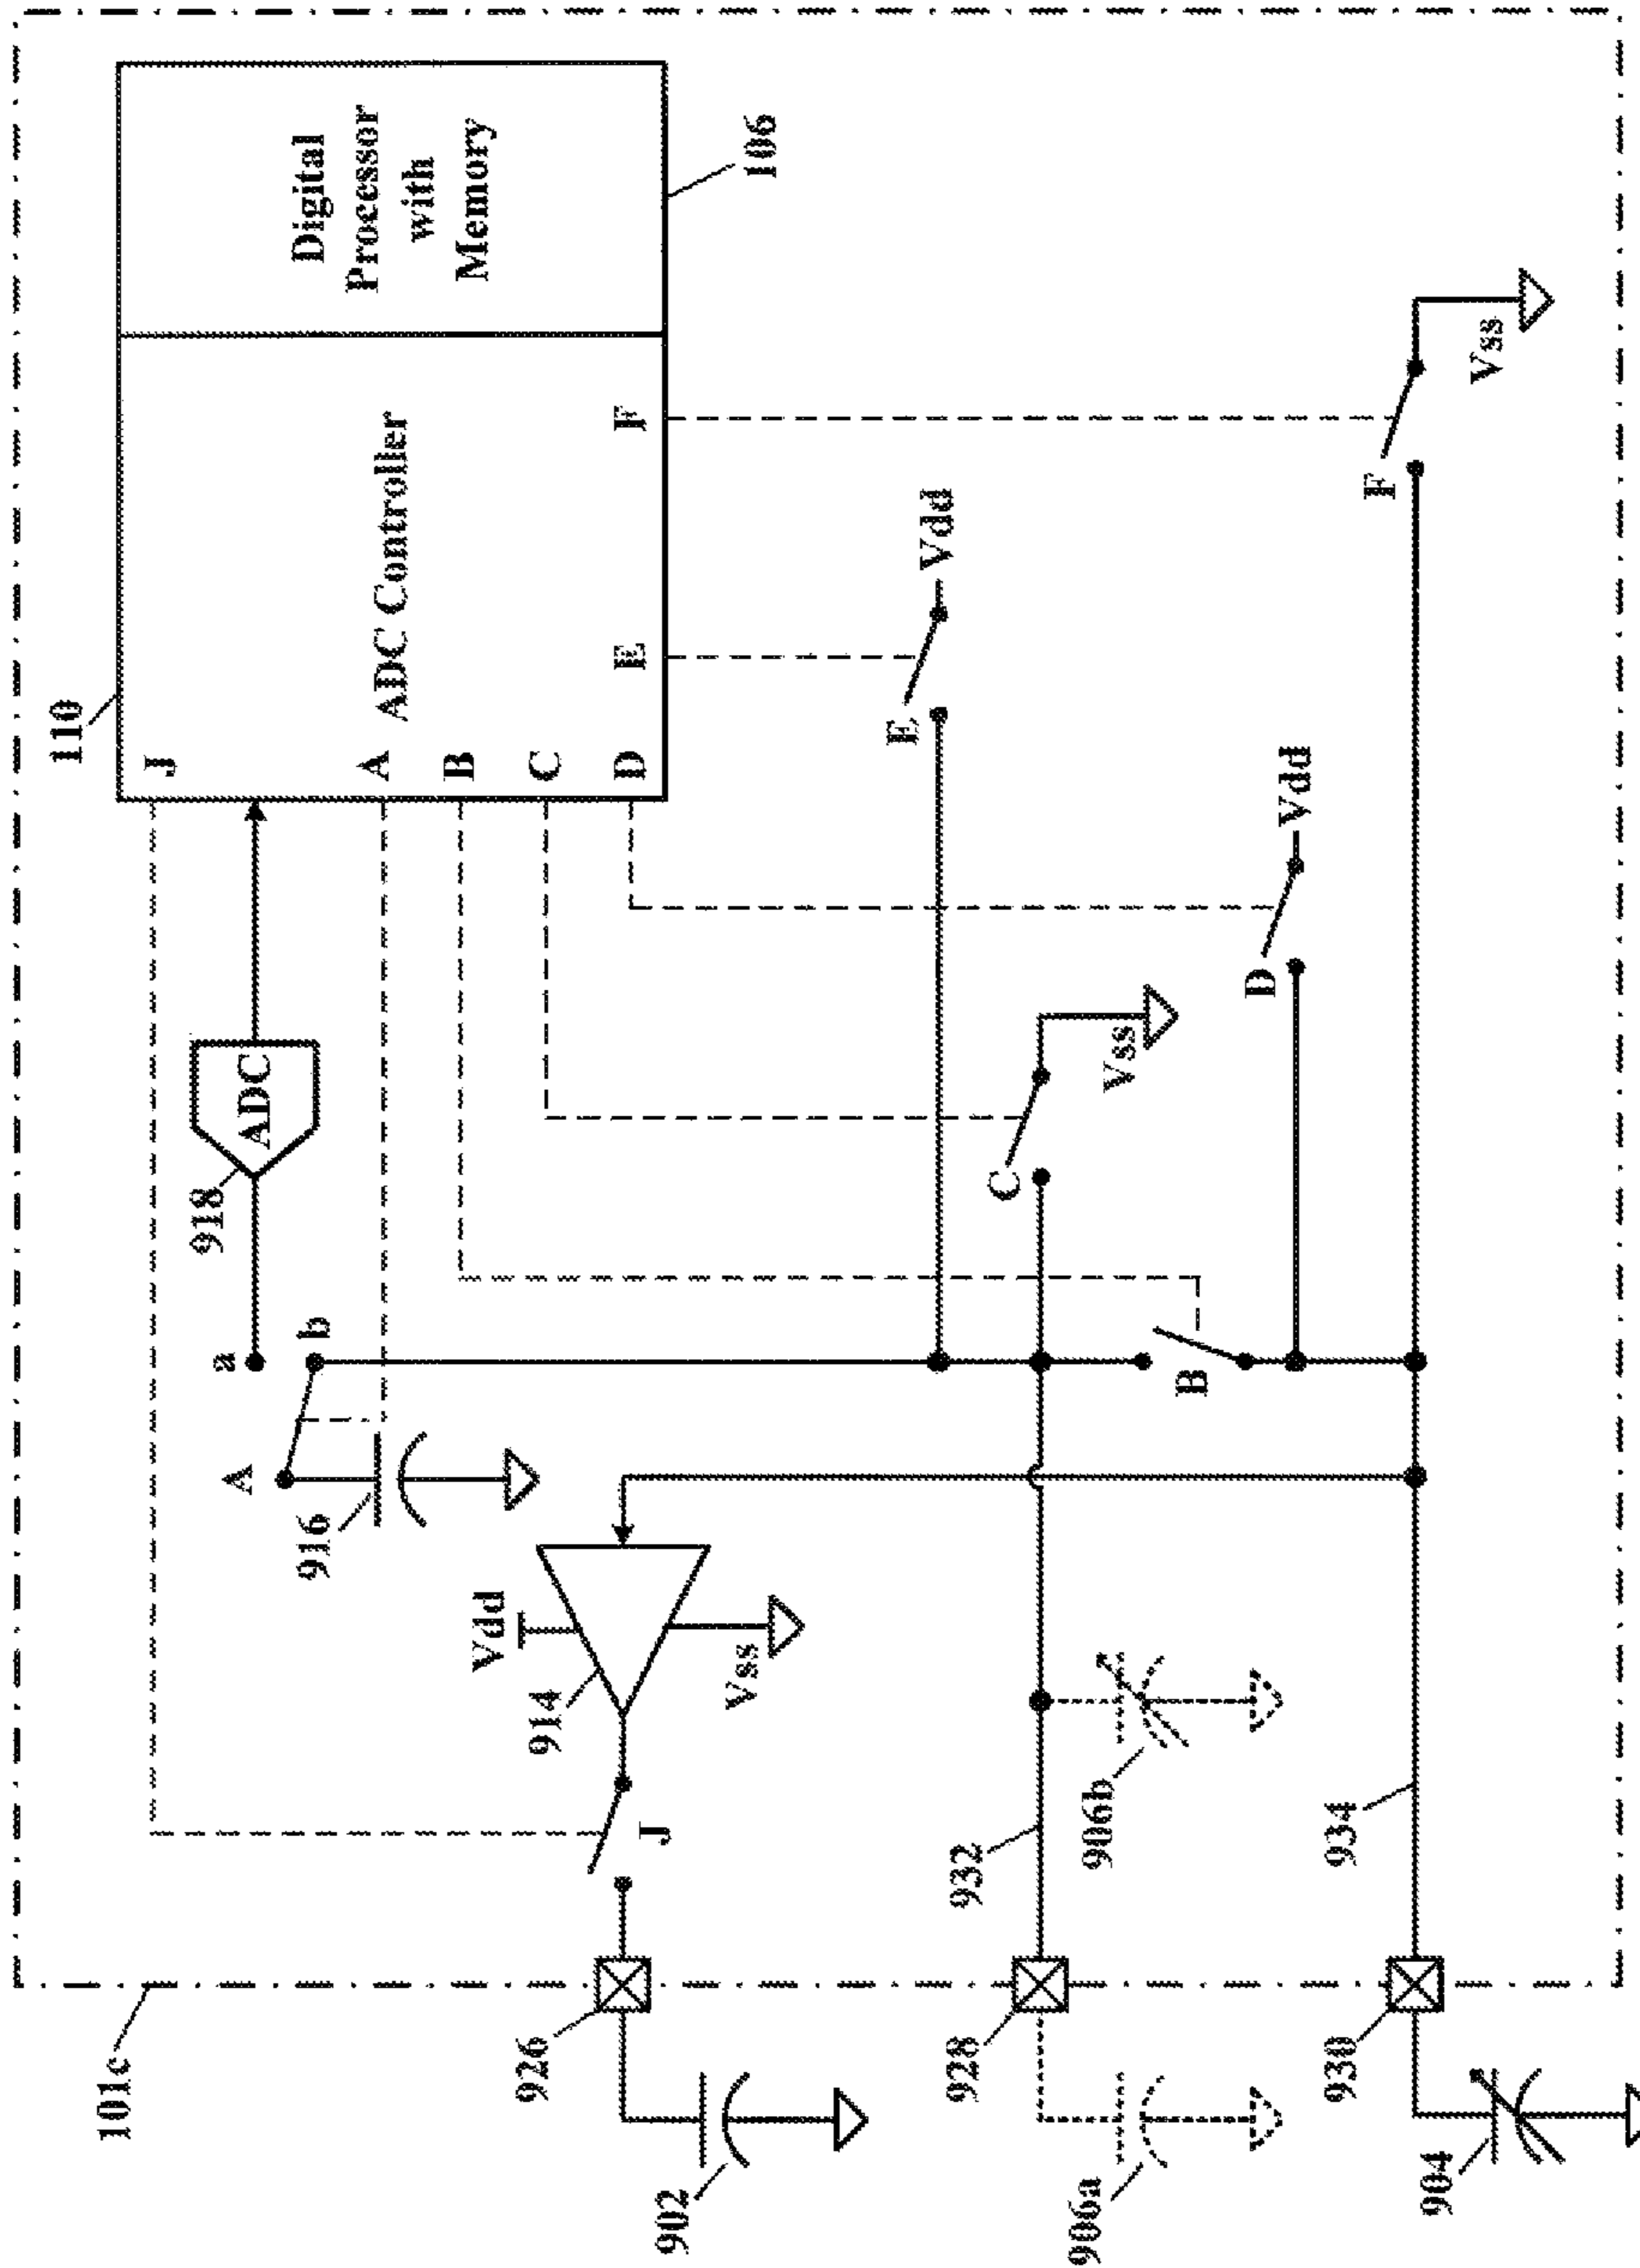 101c
110
J
ADC Controller
A
B
C
D
E
F
Digital
Processor
with
Memory
106
918
ADC
a
b
A
916
Vdd
914
Vss
J
926
902
E
Vdd
C
Vss
B
D
Vdd
932
906b
928
906a
F
Vss
934
930
904